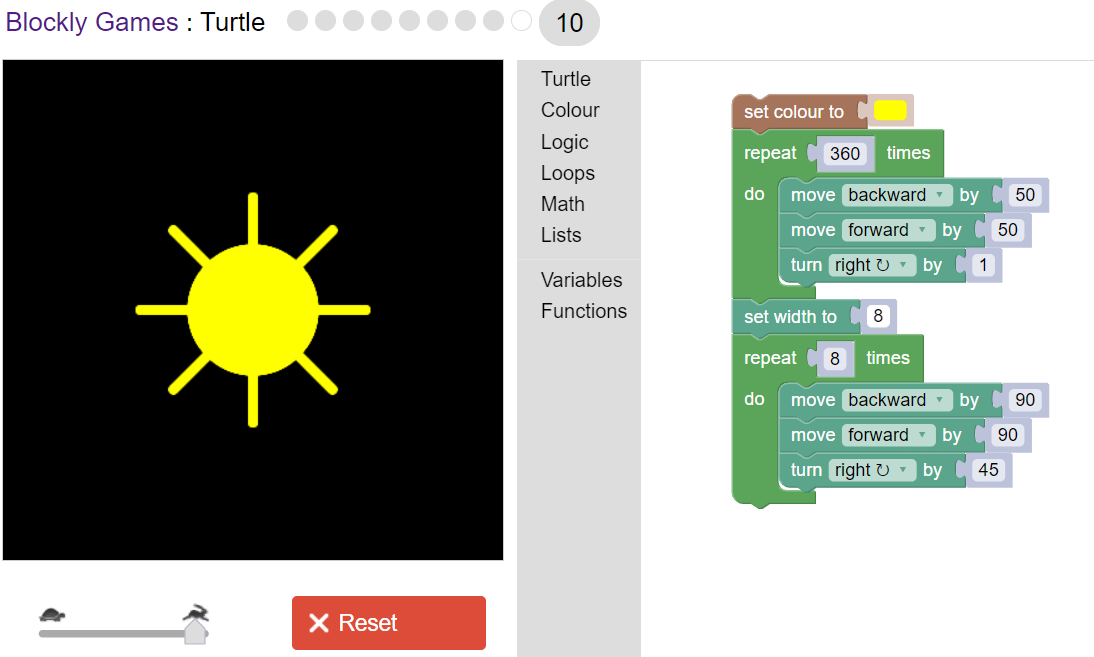 Blockly Games : Turtle 10
Turtle
Colour
Logic
Loops
Math
Lists
Variables
Functions
set colour to
repeat 360 times
do move backward by 50
move forward by 50
turn right ↻ by 1
set width to 8
repeat 8 times
do move backward by 90
move forward by 90
turn right ↻ by 45
Reset